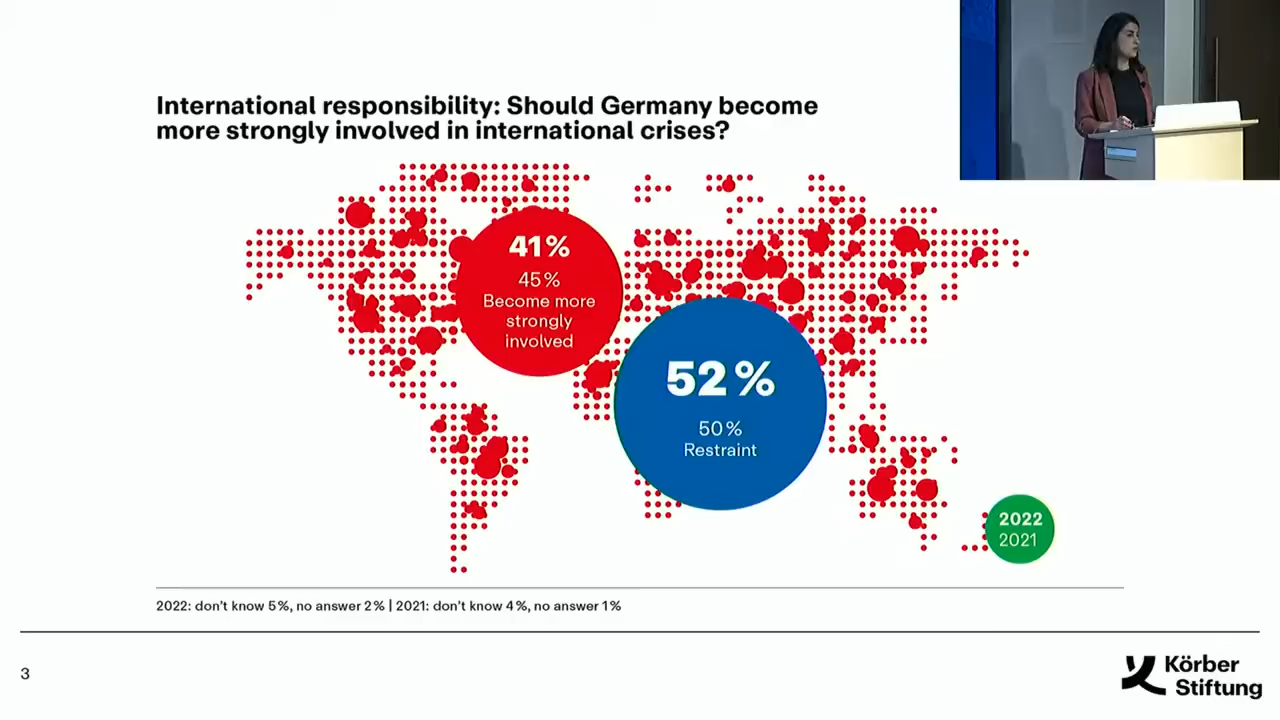 International responsibility: Should Germany become
more strongly involved in international crises?
41%
45%
Become more
strongly
involved
52%
50%
Restraint
2022
2021
2022: don't know 5%, no answer 2% | 2021: don't know 4%, no answer 1%
3
Körber
Stiftung